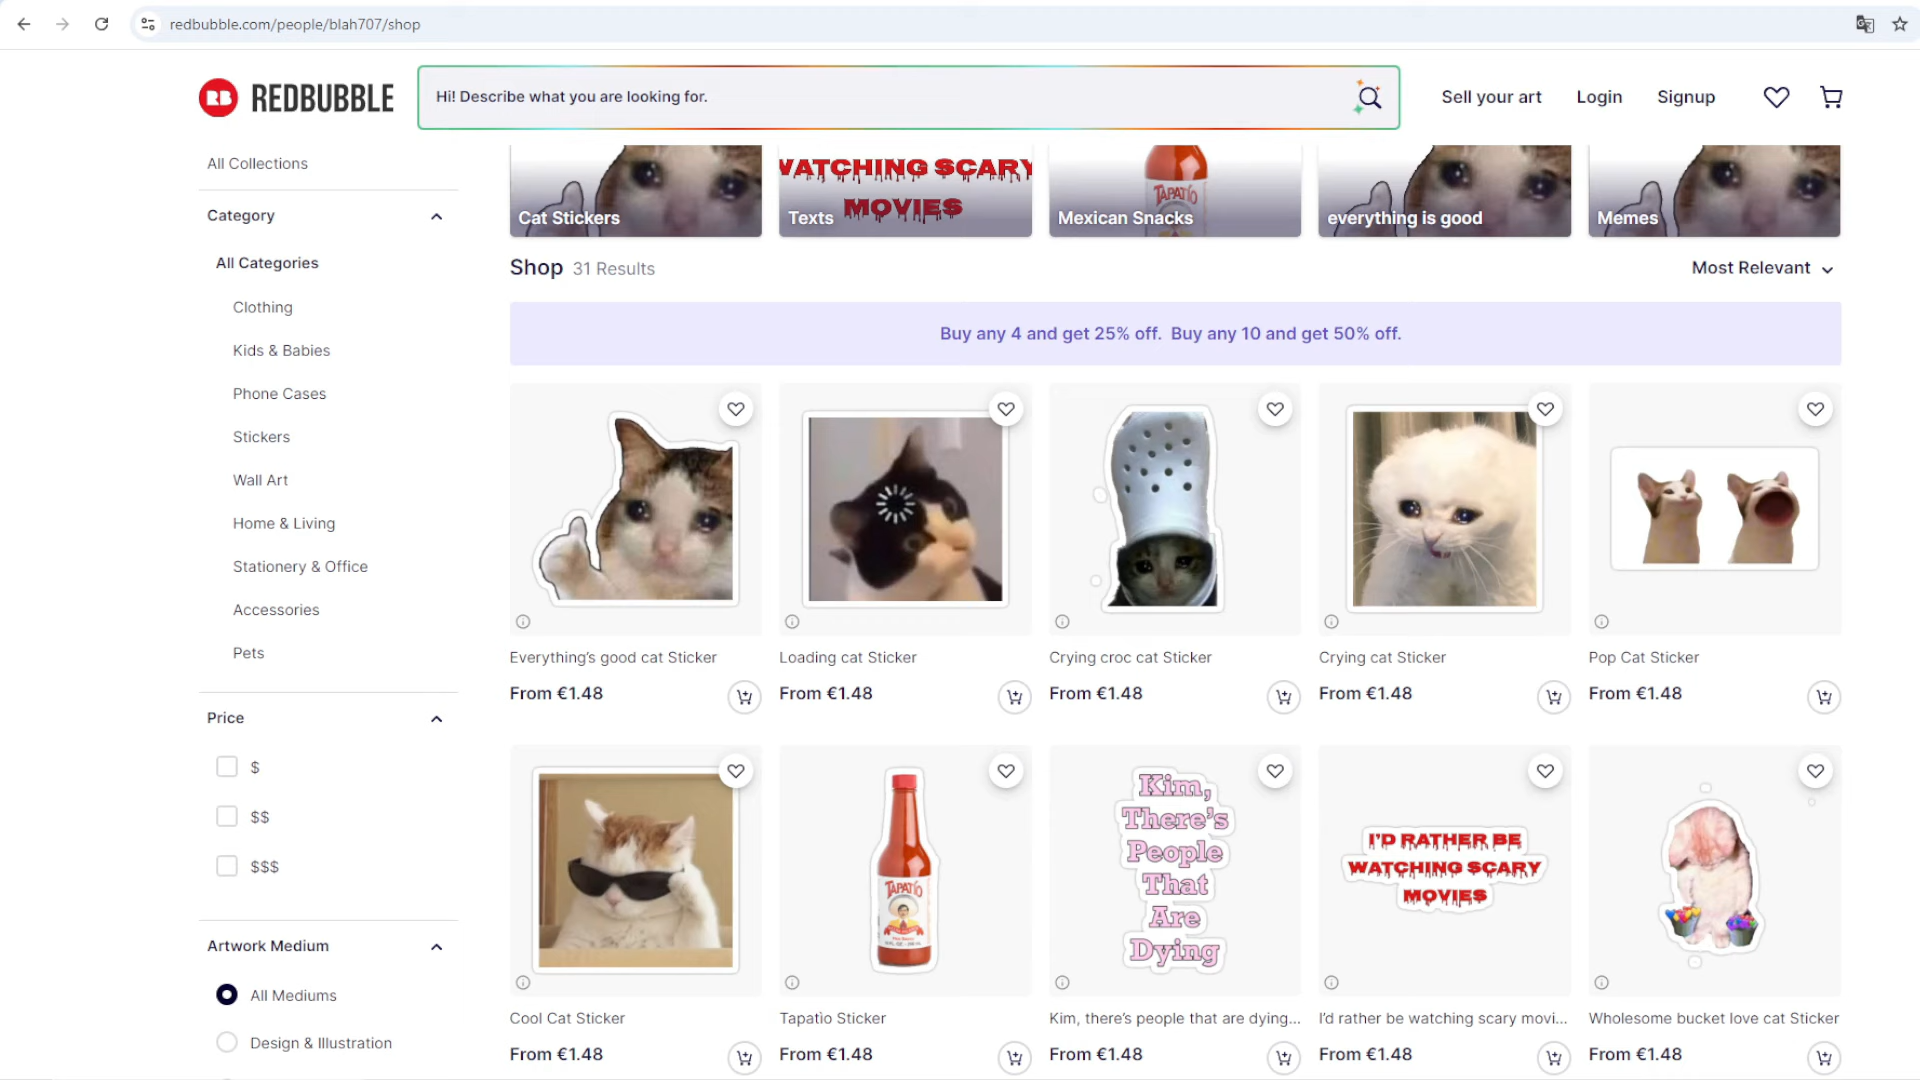 redbubble.com/people/blah707/shop
RB REDBUBBLE
Hi! Describe what you are looking for.
Sell your art
Login
Signup
All Collections
Category
All Categories
Clothing
Kids & Babies
Phone Cases
Stickers
Wall Art
Home & Living
Stationery & Office
Accessories
Pets
Price
$
$$
$$$
Artwork Medium
All Mediums
Design & Illustration
Cat Stickers
WATCHING SCARY
MOVIES
Texts
TAPATÍO
Mexican Snacks
everything is good
Memes
Shop 31 Results
Most Relevant
Buy any 4 and get 25% off. Buy any 10 and get 50% off.
Everything's good cat Sticker
From €1.48
Loading cat Sticker
From €1.48
Crying croc cat Sticker
From €1.48
Crying cat Sticker
From €1.48
Pop Cat Sticker
From €1.48
Cool Cat Sticker
From €1.48
TAPATÍO
Tapatìo Sticker
From €1.48
Kim,
There's
People
That
Are
Dying
Kim, there's people that are dying...
From €1.48
I'D RATHER BE
WATCHING SCARY
MOVIES
I'd rather be watching scary movi...
From €1.48
Wholesome bucket love cat Sticker
From €1.48